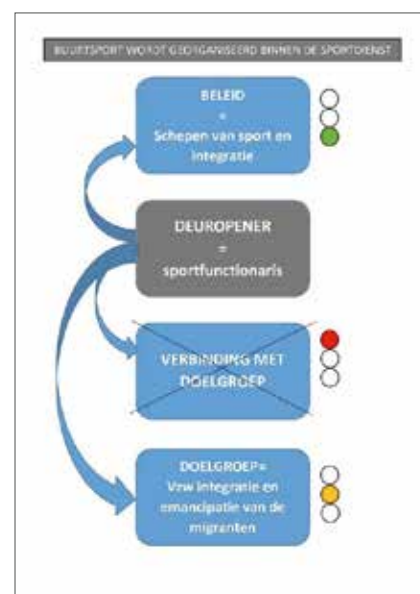 BUURTSPORT WORDT GEORGANISEERD BINNEN DE SPORTDIENST
BELEID
=
Schepen van sport en
integratie
DEUROPENER
=
sportfunctionaris
VERBINDING MET
DOELGROEP
DOELGROEP=
Vzw integratie en
emancipatie van de
migranten